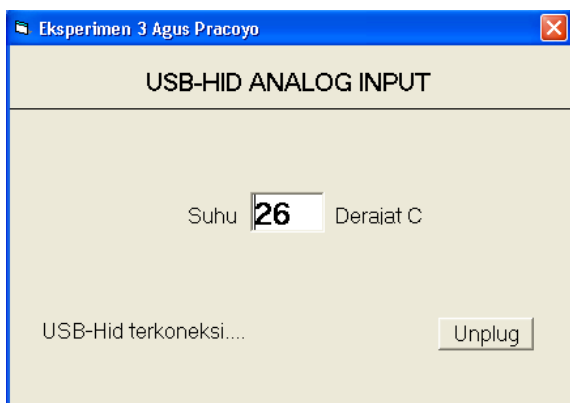 Eksperimen 3 Agus Pracoyo
USB-HID ANALOG INPUT
Suhu 26 Derajat C
USB-Hid terkoneksi.... Unplug